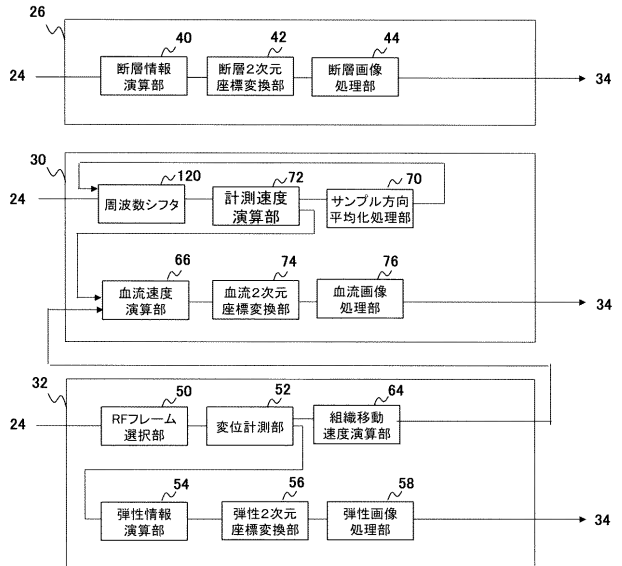 26
40
42
44
24
断層情報
演算部
断層2次元
座標変換部
断層画像
処理部
34
30
120
72
70
24
周波数シフタ
計測速度
演算部
サンプル方向
平均化処理部
66
74
76
血流速度
演算部
血流2次元
座標変換部
血流画像
処理部
34
32
50
52
64
24
RFフレーム
選択部
変位計測部
組織移動
速度演算部
54
56
58
弾性情報
演算部
弾性2次元
座標変換部
弾性画像
処理部
34